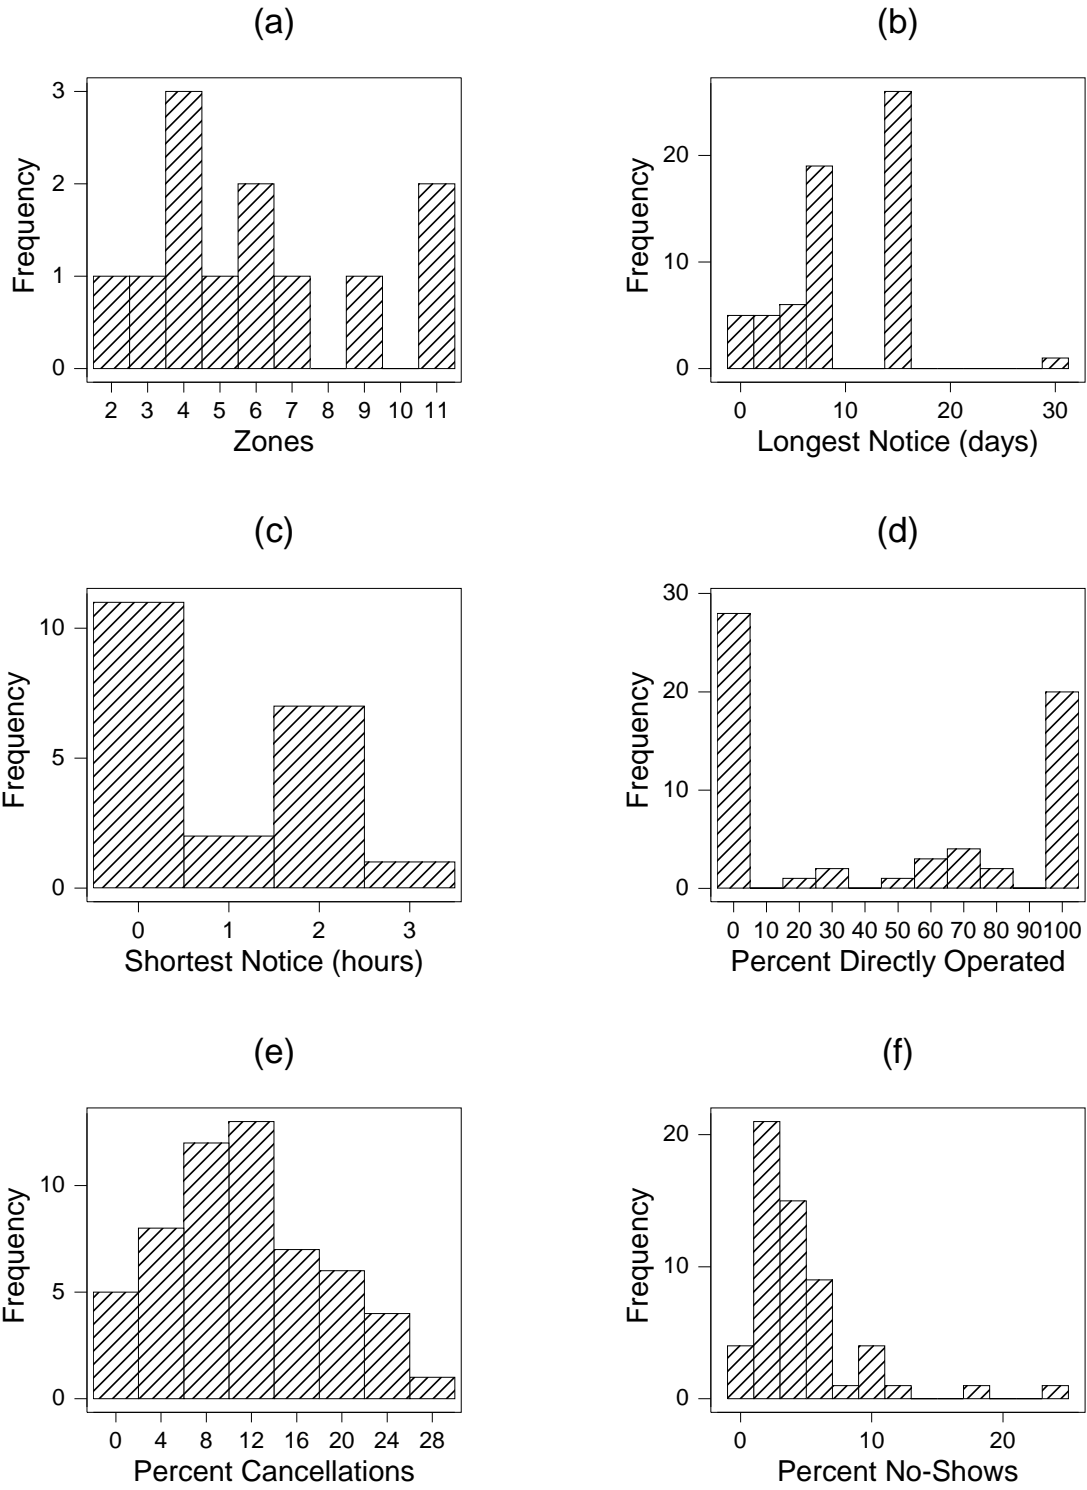 (a)
3
2
1
0
Frequency
2 3 4 5 6 7 8 9 10 11
Zones
(b)
20
10
0
Frequency
0 10 20 30
Longest Notice (days)
(c)
10
5
0
Frequency
0 1 2 3
Shortest Notice (hours)
(d)
30
20
10
0
Frequency
0 10 20 30 40 50 60 70 80 90 100
Percent Directly Operated
(e)
10
5
0
Frequency
0 4 8 12 16 20 24 28
Percent Cancellations
(f)
20
10
0
Frequency
0 10 20
Percent No-Shows